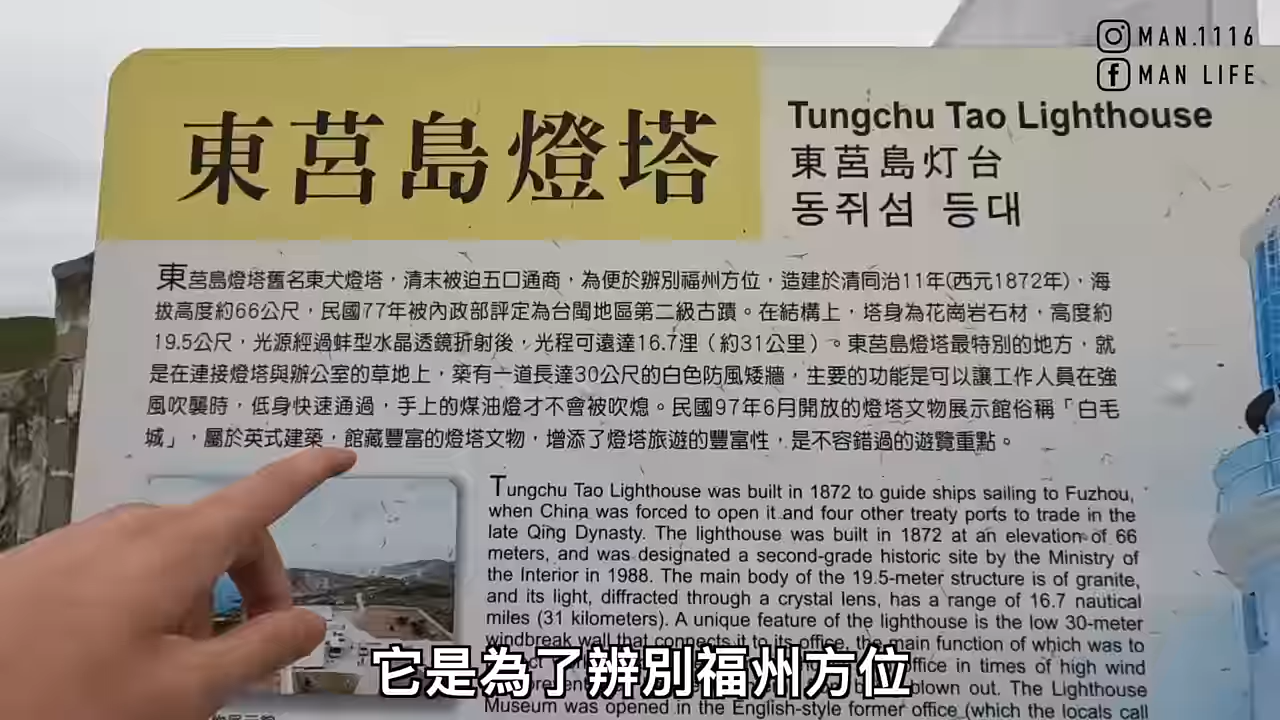 MAN.1116
MAN LIFE
東莒島燈塔
Tungchu Tao Lighthouse
東莒島灯台
동쥐섬 등대
東莒島燈塔舊名東犬燈塔，清末被迫五口通商，為便於辦別福州方位，造建於清同治11年(西元1872年)，海
拔高度約66公尺，民國77年被內政部評定為台閩地區第二級古蹟。在結構上，塔身為花崗岩石材，高度約
19.5公尺，光源經過蚌型水晶透鏡折射後，光程可遠達16.7浬（約31公里）。東莒島燈塔最特別的地方，就
是在連接燈塔與辦公室的草地上，築有一道長達30公尺的白色防風矮牆，主要的功能是可以讓工作人員在強
風吹襲時，低身快速通過，手上的煤油燈才不會被吹熄。民國97年6月開放的燈塔文物展示館俗稱「白毛
城」，屬於英式建築，館藏豐富的燈塔文物，增添了燈塔旅遊的豐富性，是不容錯過的遊覽重點。
Tungchu Tao Lighthouse was built in 1872 to guide ships sailing to Fuzhou,
when China was forced to open it and four other treaty ports to trade in the
late Qing Dynasty. The lighthouse was built in 1872 at an elevation of 66
meters, and was designated a second-grade historic site by the Ministry of
the Interior in 1988. The main body of the 19.5-meter structure is of granite,
and its light, diffracted through a crystal lens, has a range of 16.7 nautical
miles (31 kilometers). A unique feature of the lighthouse is the low 30-meter
windbreak wall that connects it to its office, the main function of which was to
office in times of high wind
blown out. The Lighthouse
Museum was opened in the English-style former office (which the locals call
它是為了辨別福州方位